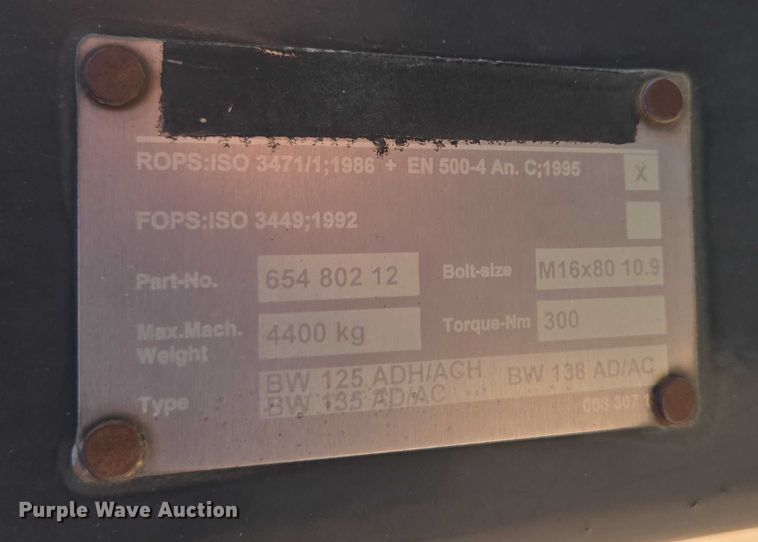 ROPS:ISO 3471/1;1986 + EN 500-4 An. C;1995 X
FOPS:ISO 3449;1992
Part-No. 654 802 12 Bolt-size M16x80 10.9
Max.Mach. Weight 4400 kg Torque-Nm 300
Type BW 125 ADH/ACH BW 138 AD/AC
BW 135 AD/AC
Purple Wave Auction